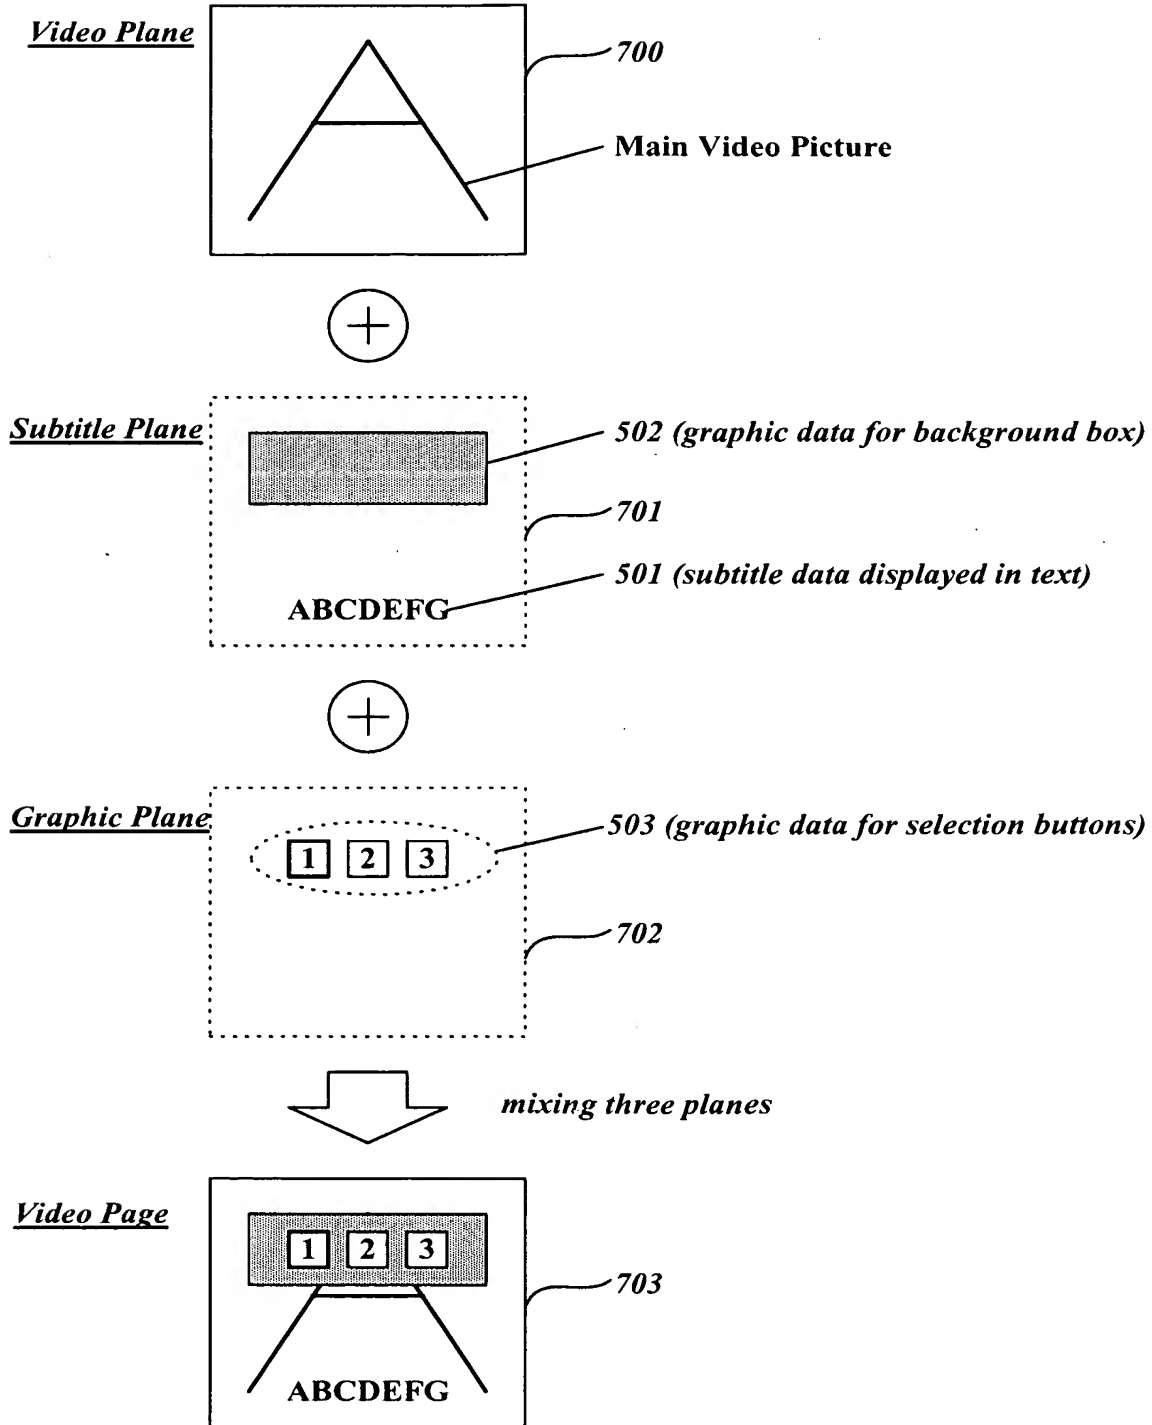 Video Plane
700
Main Video Picture
Subtitle Plane
502 (graphic data for background box)
701
501 (subtitle data displayed in text)
ABCDEFG
Graphic Plane
503 (graphic data for selection buttons)
1 2 3
702
mixing three planes
Video Page
1 2 3
703
ABCDEFG